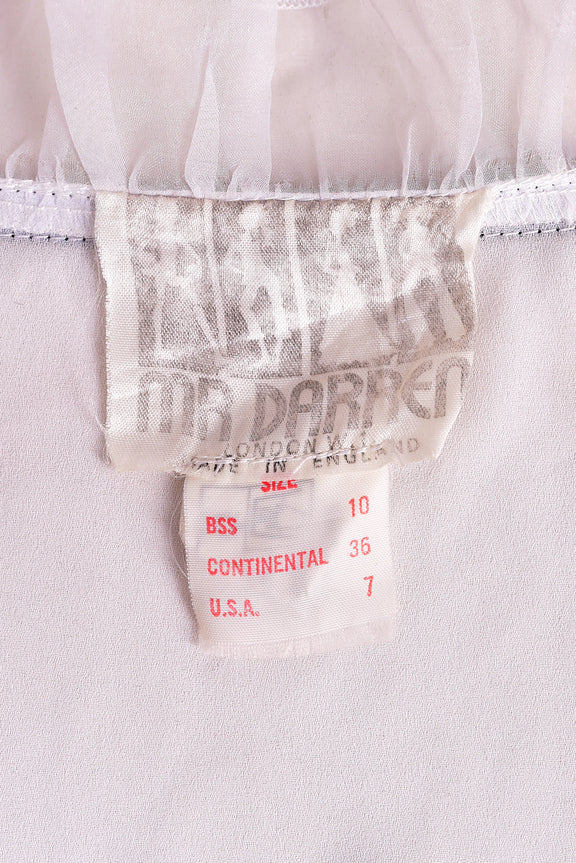 MR DARREN
LONDON W.1.
MADE IN ENGLAND
SIZE
BSS 10
CONTINENTAL 36
U.S.A. 7